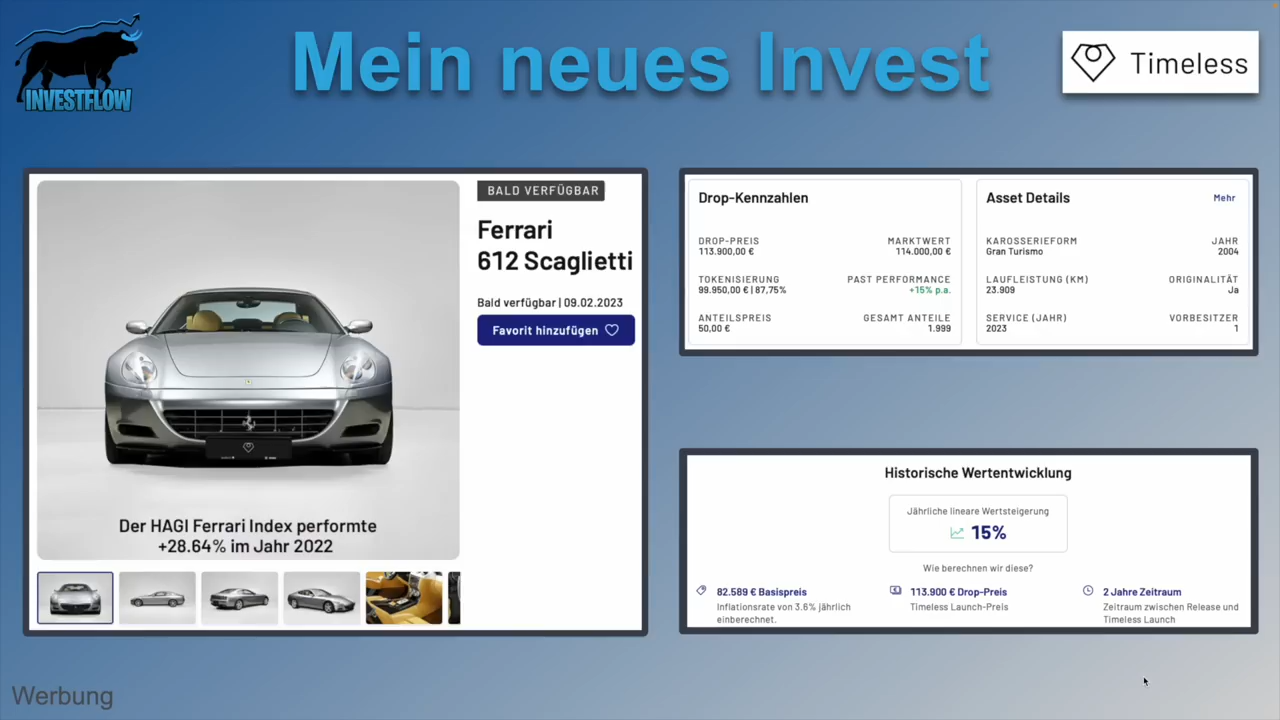 INVESTFLOW
Mein neues Invest
Timeless
BALD VERFÜGBAR
Ferrari
612 Scaglietti
Bald verfügbar | 09.02.2023
Favorit hinzufügen
Der HAGI Ferrari Index performte
+28.64% im Jahr 2022
Drop-Kennzahlen
DROP-PREIS MARKTWERT
113.900,00 € 114.000,00 €
TOKENISIERUNG PAST PERFORMANCE
99.950,00 € | 87,75% +15% p.a.
ANTEILSPREIS GESAMT ANTEILE
50,00 € 1.999
Asset Details Mehr
KAROSSERIEFORM JAHR
Gran Turismo 2004
LAUFLEISTUNG (KM) ORIGINALITÄT
23.909 Ja
SERVICE (JAHR) VORBESITZER
2023 1
Historische Wertentwicklung
Jährliche lineare Wertsteigerung
15%
Wie berechnen wir diese?
82.589 € Basispreis
Inflationsrate von 3.6% jährlich
einberechnet.
113.900 € Drop-Preis
Timeless Launch-Preis
2 Jahre Zeitraum
Zeitraum zwischen Release und
Timeless Launch
Werbung